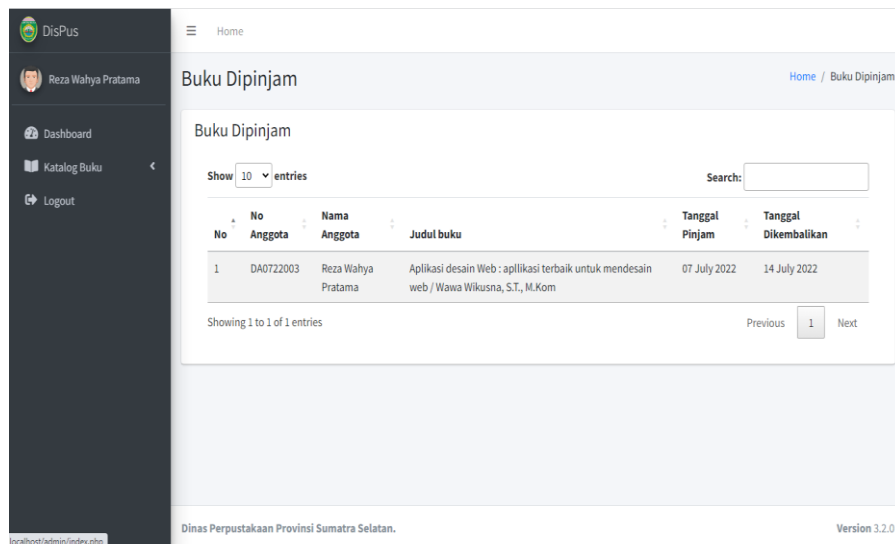 DisPus
Home
Reza Wahya Pratama
Buku Dipinjam
Home / Buku Dipinjam
Dashboard
Katalog Buku
Logout
Buku Dipinjam
Show 10 entries
Search:
No
No Anggota
Nama Anggota
Judul buku
Tanggal Pinjam
Tanggal Dikembalikan
1 DA0722003 Reza Wahya Pratama
Aplikasi desain Web : apllikasi terbaik untuk mendesain
web / Wawa Wikusna, S.T., M.Kom
07 July 2022 14 July 2022
Showing 1 to 1 of 1 entries
Previous 1 Next
Dinas Perpustakaan Provinsi Sumatra Selatan.
Version 3.2.0
localhost/admin/index.php